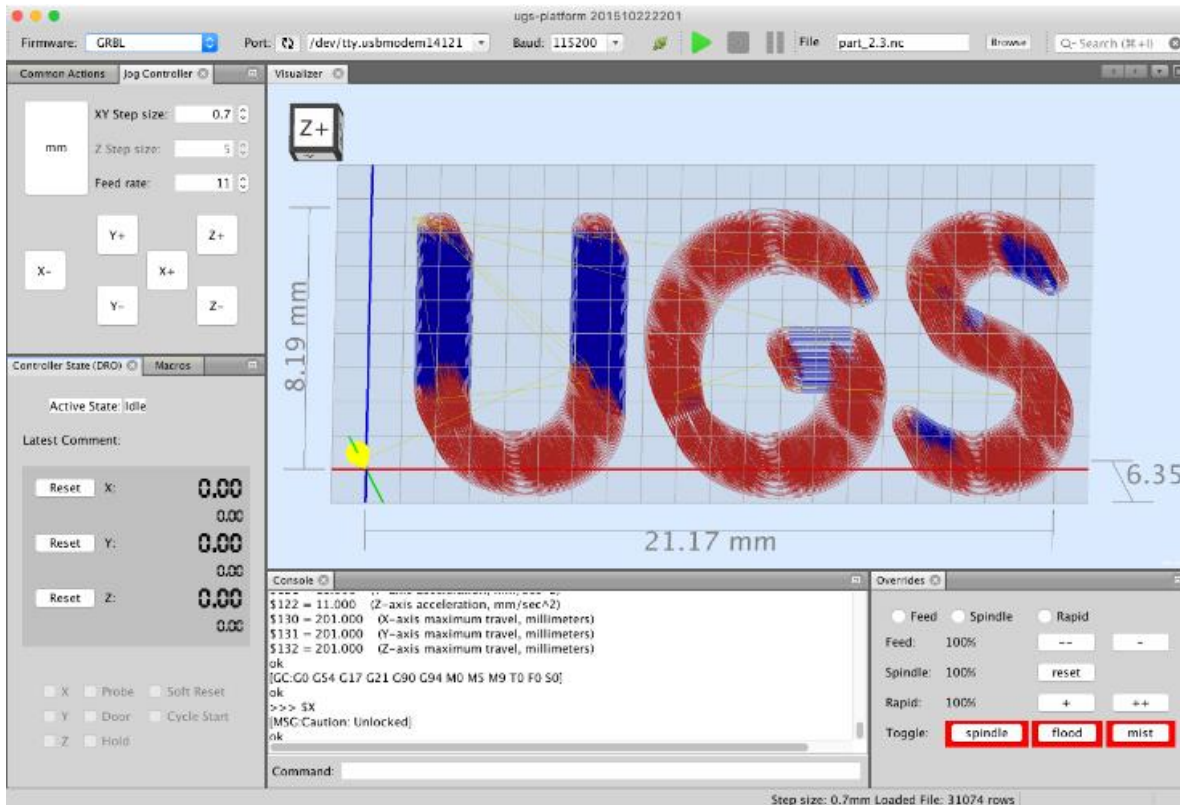 ugs-platform 201510222201
Firmware: GRBL Port: /dev/tty.usbmodem14121 Baud: 115200 File part_2.3.nc Browse Search (⌘+I)
Common Actions Jog Controller Visualizer
XY Step size: 0.7
mm
Z Step size: 5
Feed rate: 11
Y+ Z+
X- X+
Y- Z-
Z+
UGS
8.19 mm
6.35
21.17 mm
Controller State (DRO) Macros
Active State: Idle
Latest Comment:
Reset X: 0.00
0.00
Reset Y: 0.00
0.00
Reset Z: 0.00
0.00
X Probe Soft Reset
Y Door Cycle Start
Z Hold
Console
$122 = 11.000 (Z-axis acceleration, mm/sec^2)
$130 = 201.000 (X-axis maximum travel, millimeters)
$131 = 201.000 (Y-axis maximum travel, millimeters)
$132 = 201.000 (Z-axis maximum travel, millimeters)
ok
[GC:G0 G54 G17 G21 G90 G94 M0 M5 M9 T0 F0 S0]
ok
>>> $X
[MSG:Caution: Unlocked]
ok
Command:
Overrides
Feed Spindle Rapid
Feed: 100% -- -
Spindle: 100% reset
Rapid: 100% + ++
Toggle: spindle flood mist
Step size: 0.7mm Loaded File: 31074 rows